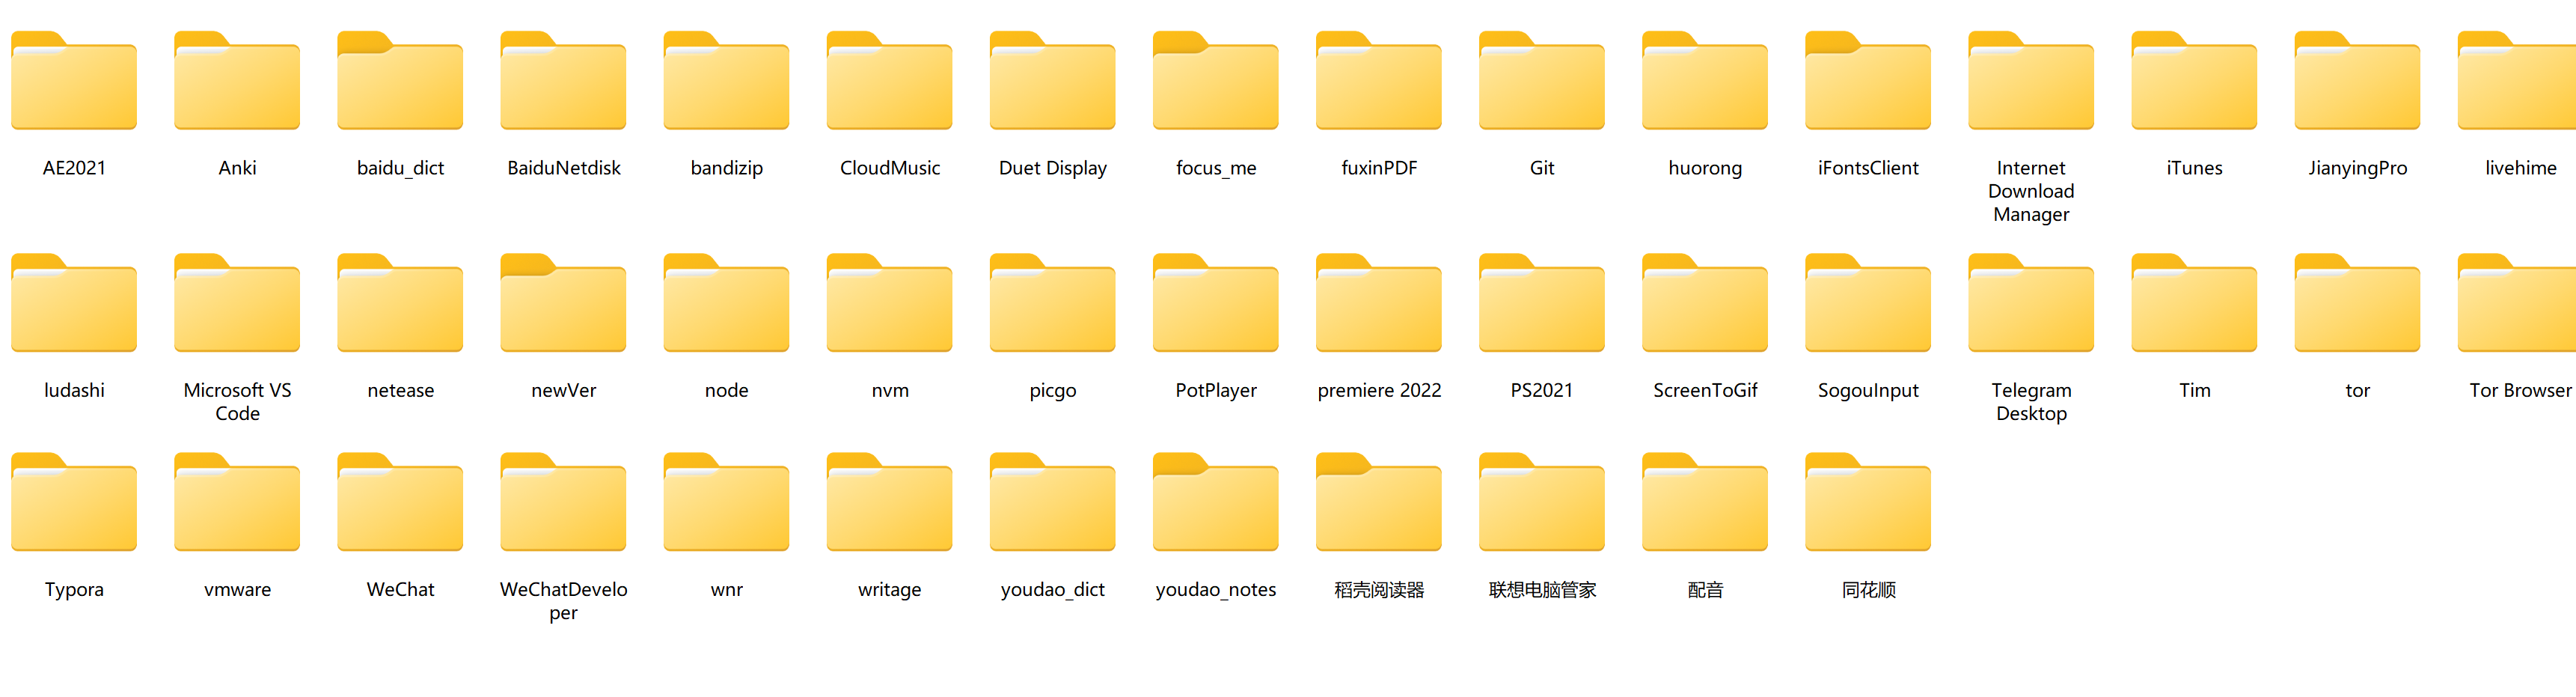 AE2021
Anki
baidu_dict
BaiduNetdisk
bandizip
CloudMusic
Duet Display
focus_me
fuxinPDF
Git
huorong
iFontsClient
Internet
Download
Manager
iTunes
JianyingPro
livehime
ludashi
Microsoft VS
Code
netease
newVer
node
nvm
picgo
PotPlayer
premiere 2022
PS2021
ScreenToGif
SogouInput
Telegram
Desktop
Tim
tor
Tor Browser
Typora
vmware
WeChat
WeChatDevelo
per
wnr
writage
youdao_dict
youdao_notes
稻壳阅读器
联想电脑管家
配音
同花顺